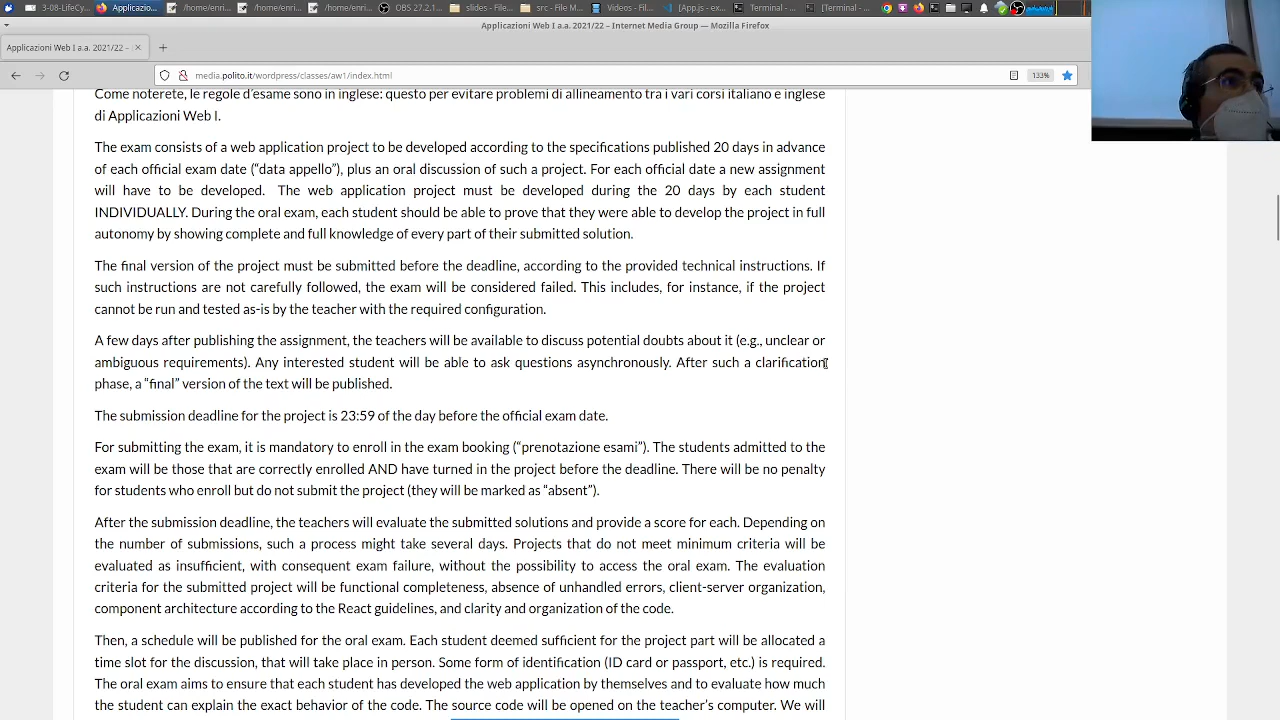 3-08-LifeCy
Applicazioni
/home/enri...
/home/enri...
/home/enri...
OBS 27.2.1...
slides - File...
src - File M...
Videos - Fil...
[App.js - ex...
Terminal - ...
[Terminal - ...
Applicazioni Web I a.a. 2021/22 – Internet Media Group — Mozilla Firefox
Applicazioni Web I a.a. 2021/22 –
media.polito.it/wordpress/classes/aw1/index.html
133%
Come noterete, le regole d'esame sono in inglese: questo per evitare problemi di allineamento tra i vari corsi italiano e inglese
di Applicazioni Web I.
The exam consists of a web application project to be developed according to the specifications published 20 days in advance
of each official exam date (“data appello”), plus an oral discussion of such a project. For each official date a new assignment
will have to be developed. The web application project must be developed during the 20 days by each student
INDIVIDUALLY. During the oral exam, each student should be able to prove that they were able to develop the project in full
autonomy by showing complete and full knowledge of every part of their submitted solution.
The final version of the project must be submitted before the deadline, according to the provided technical instructions. If
such instructions are not carefully followed, the exam will be considered failed. This includes, for instance, if the project
cannot be run and tested as-is by the teacher with the required configuration.
A few days after publishing the assignment, the teachers will be available to discuss potential doubts about it (e.g., unclear or
ambiguous requirements). Any interested student will be able to ask questions asynchronously. After such a clarification
phase, a “final” version of the text will be published.
The submission deadline for the project is 23:59 of the day before the official exam date.
For submitting the exam, it is mandatory to enroll in the exam booking (“prenotazione esami”). The students admitted to the
exam will be those that are correctly enrolled AND have turned in the project before the deadline. There will be no penalty
for students who enroll but do not submit the project (they will be marked as “absent”).
After the submission deadline, the teachers will evaluate the submitted solutions and provide a score for each. Depending on
the number of submissions, such a process might take several days. Projects that do not meet minimum criteria will be
evaluated as insufficient, with consequent exam failure, without the possibility to access the oral exam. The evaluation
criteria for the submitted project will be functional completeness, absence of unhandled errors, client-server organization,
component architecture according to the React guidelines, and clarity and organization of the code.
Then, a schedule will be published for the oral exam. Each student deemed sufficient for the project part will be allocated a
time slot for the discussion, that will take place in person. Some form of identification (ID card or passport, etc.) is required.
The oral exam aims to ensure that each student has developed the web application by themselves and to evaluate how much
the student can explain the exact behavior of the code. The source code will be opened on the teacher's computer. We will